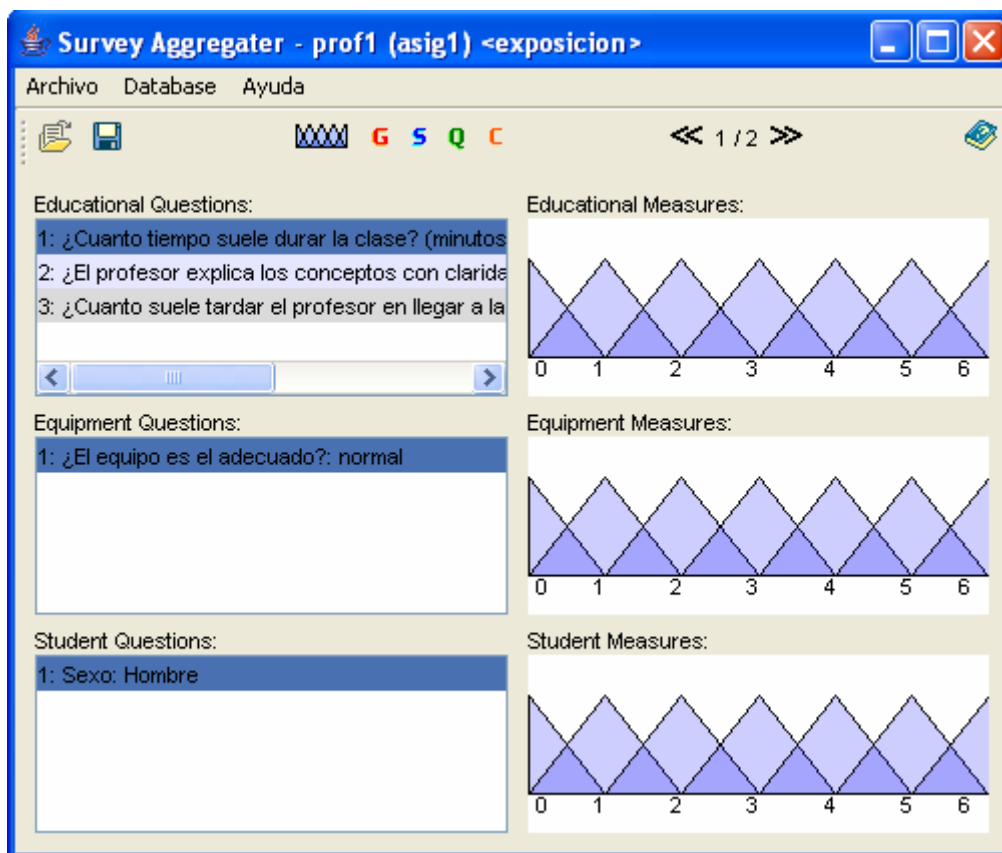 Survey Aggregater - prof1 (asig1) <exposicion>
Archivo Database Ayuda
G S Q C 1 / 2
Educational Questions:
1: ¿Cuanto tiempo suele durar la clase? (minutos
2: ¿El profesor explica los conceptos con clarida
3: ¿Cuanto suele tardar el profesor en llegar a la
Educational Measures:
0 1 2 3 4 5 6
Equipment Questions:
1: ¿El equipo es el adecuado?: normal
Equipment Measures:
0 1 2 3 4 5 6
Student Questions:
1: Sexo: Hombre
Student Measures:
0 1 2 3 4 5 6